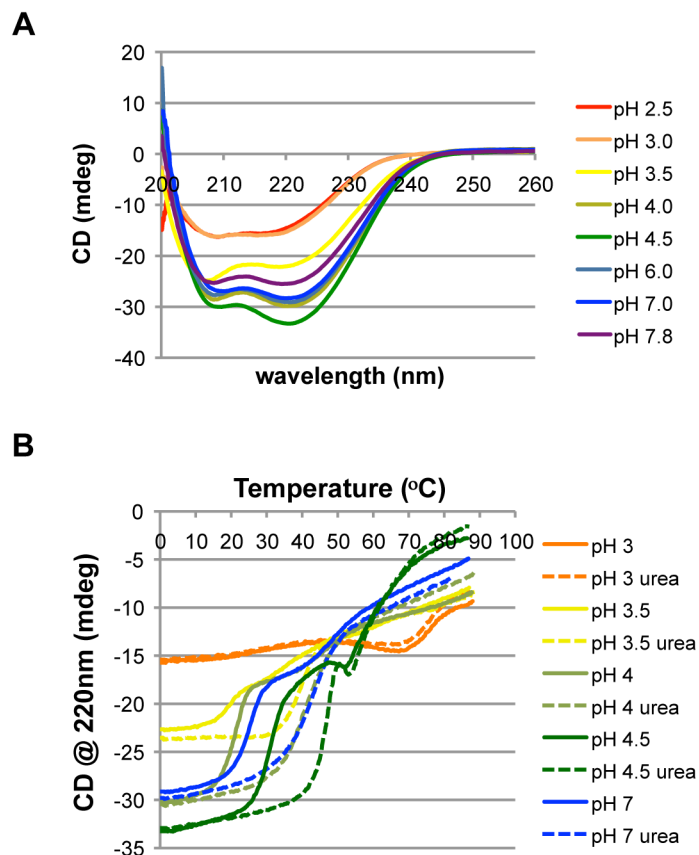 A
20
10
0
-10
-20
-30
-40
200 210 220 230 240 250 260
CD (mdeg)
wavelength (nm)
pH 2.5
pH 3.0
pH 3.5
pH 4.0
pH 4.5
pH 6.0
pH 7.0
pH 7.8
B
Temperature (°C)
0
-5
-10
-15
-20
-25
-30
-35
0 10 20 30 40 50 60 70 80 90 100
CD @ 220nm (mdeg)
pH 3
pH 3 urea
pH 3.5
pH 3.5 urea
pH 4
pH 4 urea
pH 4.5
pH 4.5 urea
pH 7
pH 7 urea